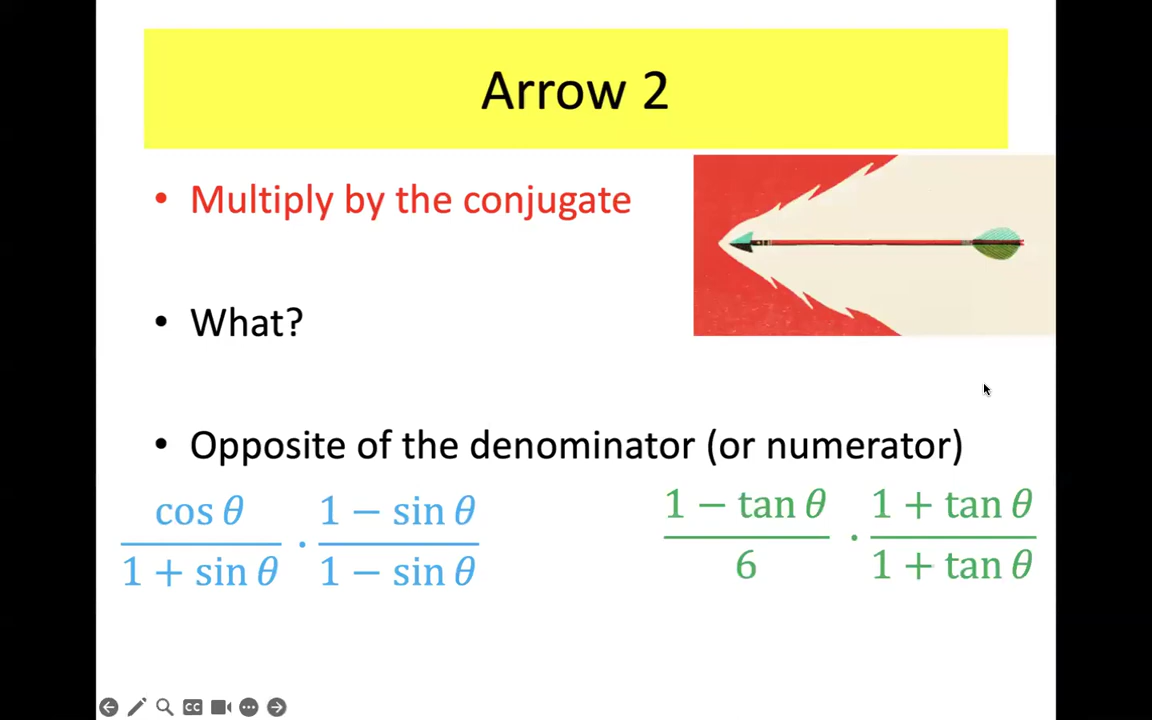 Arrow 2
• Multiply by the conjugate
• What?
• Opposite of the denominator (or numerator)
cos θ / 1 + sin θ · 1 − sin θ / 1 − sin θ
1 − tan θ / 6 · 1 + tan θ / 1 + tan θ
CC